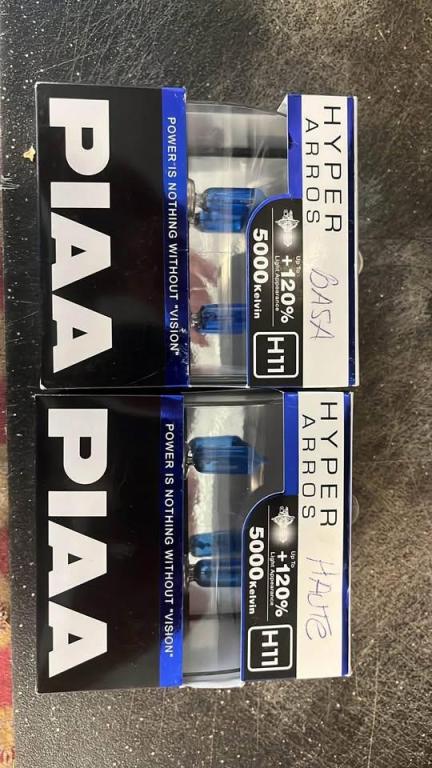 PIAA
POWER IS NOTHING WITHOUT "VISION"
HYPER
ARROS
BASA
Up To
+120%
Light Appearance
5000Kelvin
H11
PIAA
POWER IS NOTHING WITHOUT "VISION"
HYPER
ARROS
HAUTE
Up To
+120%
Light Appearance
5000Kelvin
H11